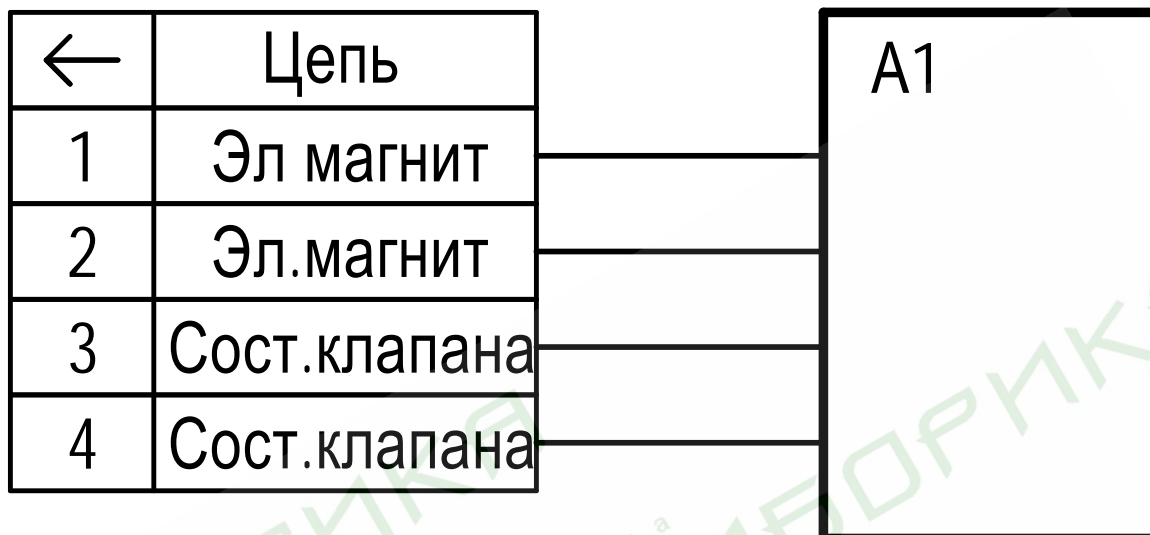 ← Цепь
1 Эл магнит
2 Эл.магнит
3 Сост.клапана
4 Сост.клапана
A1